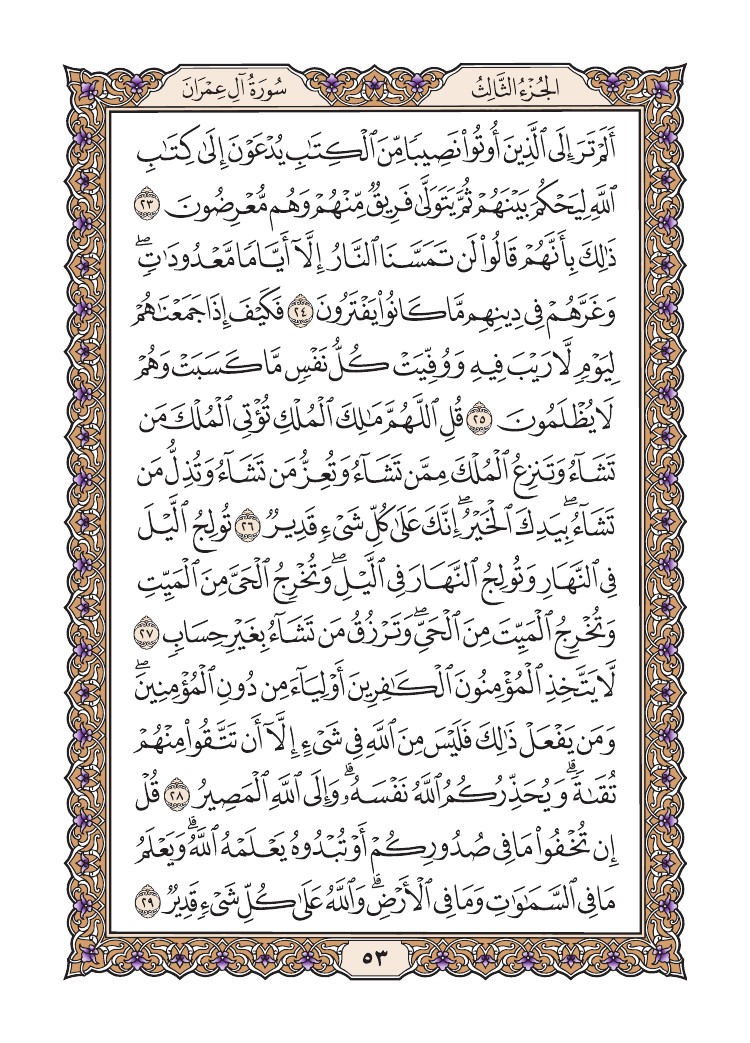 الجُزْءُ الثَّالِثُ
سُورَةُ آلِ عِمْرَانَ
أَلَمْ تَرَ إِلَى ٱلَّذِينَ أُوتُوا۟ نَصِيبًا مِّنَ ٱلْكِتَٰبِ يُدْعَوْنَ إِلَىٰ كِتَٰبِ
ٱللَّهِ لِيَحْكُمَ بَيْنَهُمْ ثُمَّ يَتَوَلَّىٰ فَرِيقٌ مِّنْهُمْ وَهُم مُّعْرِضُونَ ٢٣
ذَٰلِكَ بِأَنَّهُمْ قَالُوا۟ لَن تَمَسَّنَا ٱلنَّارُ إِلَّآ أَيَّامًا مَّعْدُودَٰتٍ ۖ
وَغَرَّهُمْ فِى دِينِهِم مَّا كَانُوا۟ يَفْتَرُونَ ٢٤ فَكَيْفَ إِذَا جَمَعْنَٰهُمْ
لِيَوْمٍ لَّا رَيْبَ فِيهِ وَوُفِّيَتْ كُلُّ نَفْسٍ مَّا كَسَبَتْ وَهُمْ
لَا يُظْلَمُونَ ٢٥ قُلِ ٱللَّهُمَّ مَٰلِكَ ٱلْمُلْكِ تُؤْتِى ٱلْمُلْكَ مَن
تَشَآءُ وَتَنزِعُ ٱلْمُلْكَ مِمَّن تَشَآءُ وَتُعِزُّ مَن تَشَآءُ وَتُذِلُّ مَن
تَشَآءُ ۖ بِيَدِكَ ٱلْخَيْرُ ۖ إِنَّكَ عَلَىٰ كُلِّ شَىْءٍ قَدِيرٌ ٢٦ تُولِجُ ٱلَّيْلَ
فِى ٱلنَّهَارِ وَتُولِجُ ٱلنَّهَارَ فِى ٱلَّيْلِ ۖ وَتُخْرِجُ ٱلْحَىَّ مِنَ ٱلْمَيِّتِ
وَتُخْرِجُ ٱلْمَيِّتَ مِنَ ٱلْحَىِّ ۖ وَتَرْزُقُ مَن تَشَآءُ بِغَيْرِ حِسَابٍ ٢٧
لَّا يَتَّخِذِ ٱلْمُؤْمِنُونَ ٱلْكَٰفِرِينَ أَوْلِيَآءَ مِن دُونِ ٱلْمُؤْمِنِينَ ۖ
وَمَن يَفْعَلْ ذَٰلِكَ فَلَيْسَ مِنَ ٱللَّهِ فِى شَىْءٍ إِلَّآ أَن تَتَّقُوا۟ مِنْهُمْ
تُقَىٰةً ۗ وَيُحَذِّرُكُمُ ٱللَّهُ نَفْسَهُۥ ۗ وَإِلَى ٱللَّهِ ٱلْمَصِيرُ ٢٨ قُلْ
إِن تُخْفُوا۟ مَا فِى صُدُورِكُمْ أَوْ تُبْدُوهُ يَعْلَمْهُ ٱللَّهُ ۗ وَيَعْلَمُ
مَا فِى ٱلسَّمَٰوَٰتِ وَمَا فِى ٱلْأَرْضِ ۗ وَٱللَّهُ عَلَىٰ كُلِّ شَىْءٍ قَدِيرٌ ٢٩
٥٣